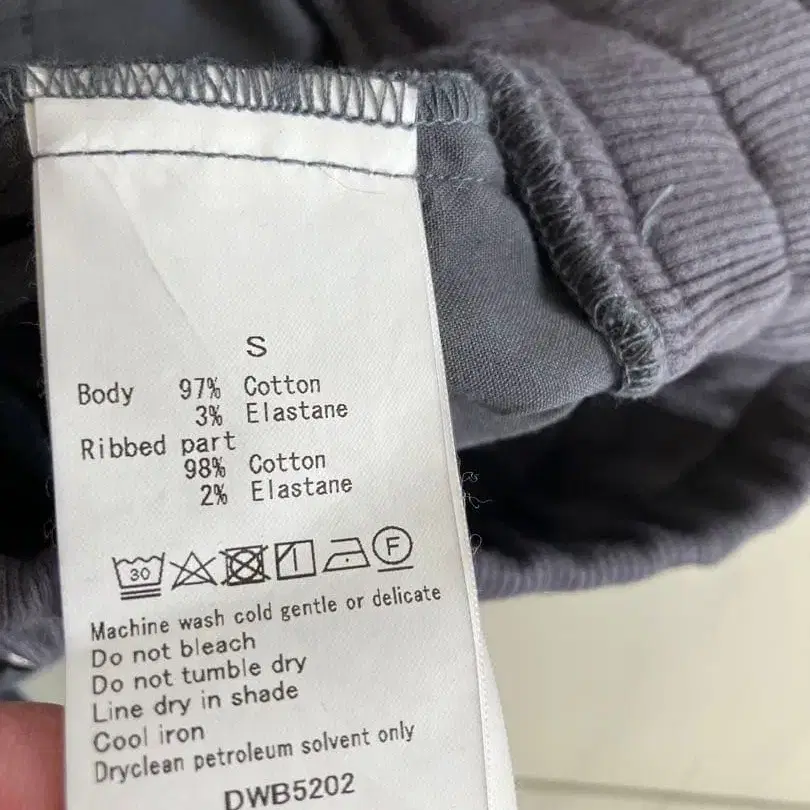 S
Body 97% Cotton
3% Elastane
Ribbed part
98% Cotton
2% Elastane
30 F
Machine wash cold gentle or delicate
Do not bleach
Do not tumble dry
Line dry in shade
Cool iron
Dryclean petroleum solvent only
DWB5202